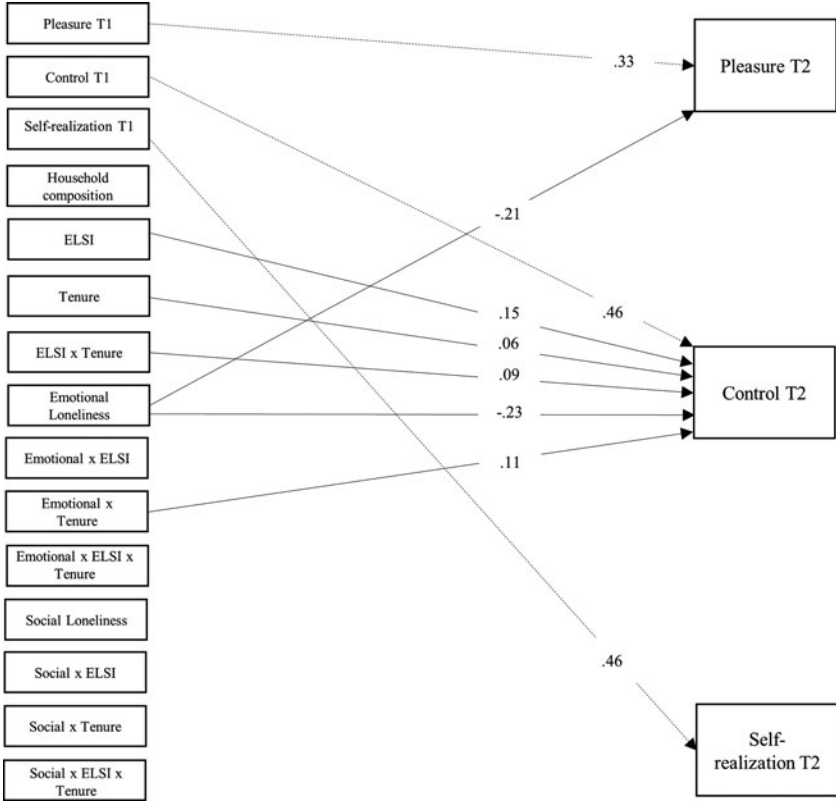 Pleasure T1
Control T1
Self-realization T1
Household
composition
ELSI
Tenure
ELSI x Tenure
Emotional
Loneliness
Emotional x ELSI
Emotional x
Tenure
Emotional x ELSI x
Tenure
Social Loneliness
Social x ELSI
Social x Tenure
Social x ELSI x
Tenure
.33
-.21
.46
.15
.06
.09
-.23
.11
.46
Pleasure T2
Control T2
Self-
realization T2